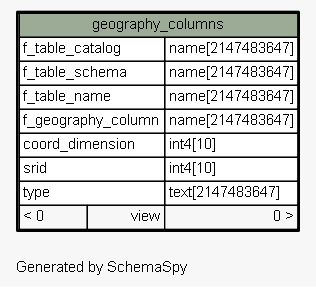 geography_columns
f_table_catalog name[2147483647]
f_table_schema name[2147483647]
f_table_name name[2147483647]
f_geography_column name[2147483647]
coord_dimension int4[10]
srid int4[10]
type text[2147483647]
< 0 view 0 >
Generated by SchemaSpy